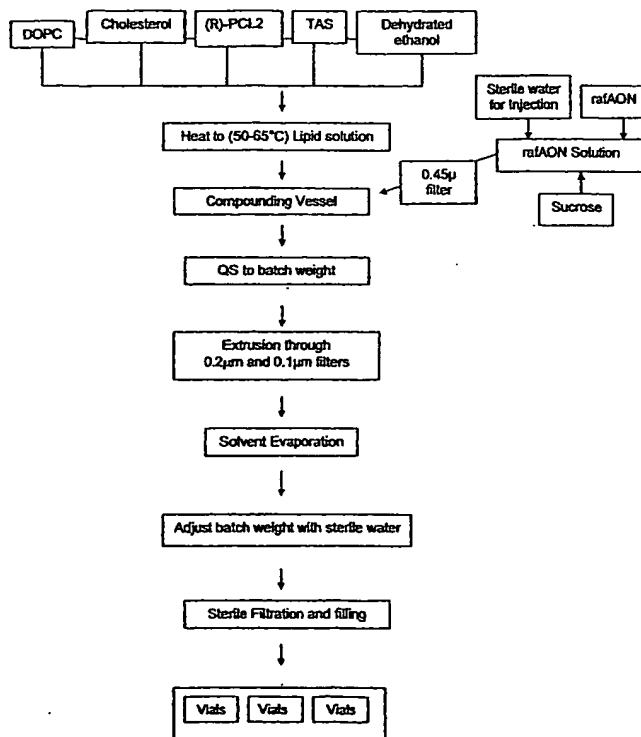 DOPC
Cholesterol
(R)-PCL2
TAS
Dehydrated
ethanol
Sterile water
for Injection
rafAON
Heat to (50-65°C) Lipid solution
rafAON Solution
0.45µ
filter
Compounding Vessel
Sucrose
QS to batch weight
Extrusion through
0.2µm and 0.1µm filters
Solvent Evaporation
Adjust batch weight with sterile water
Sterile Filtration and filling
Vials
Vials
Vials